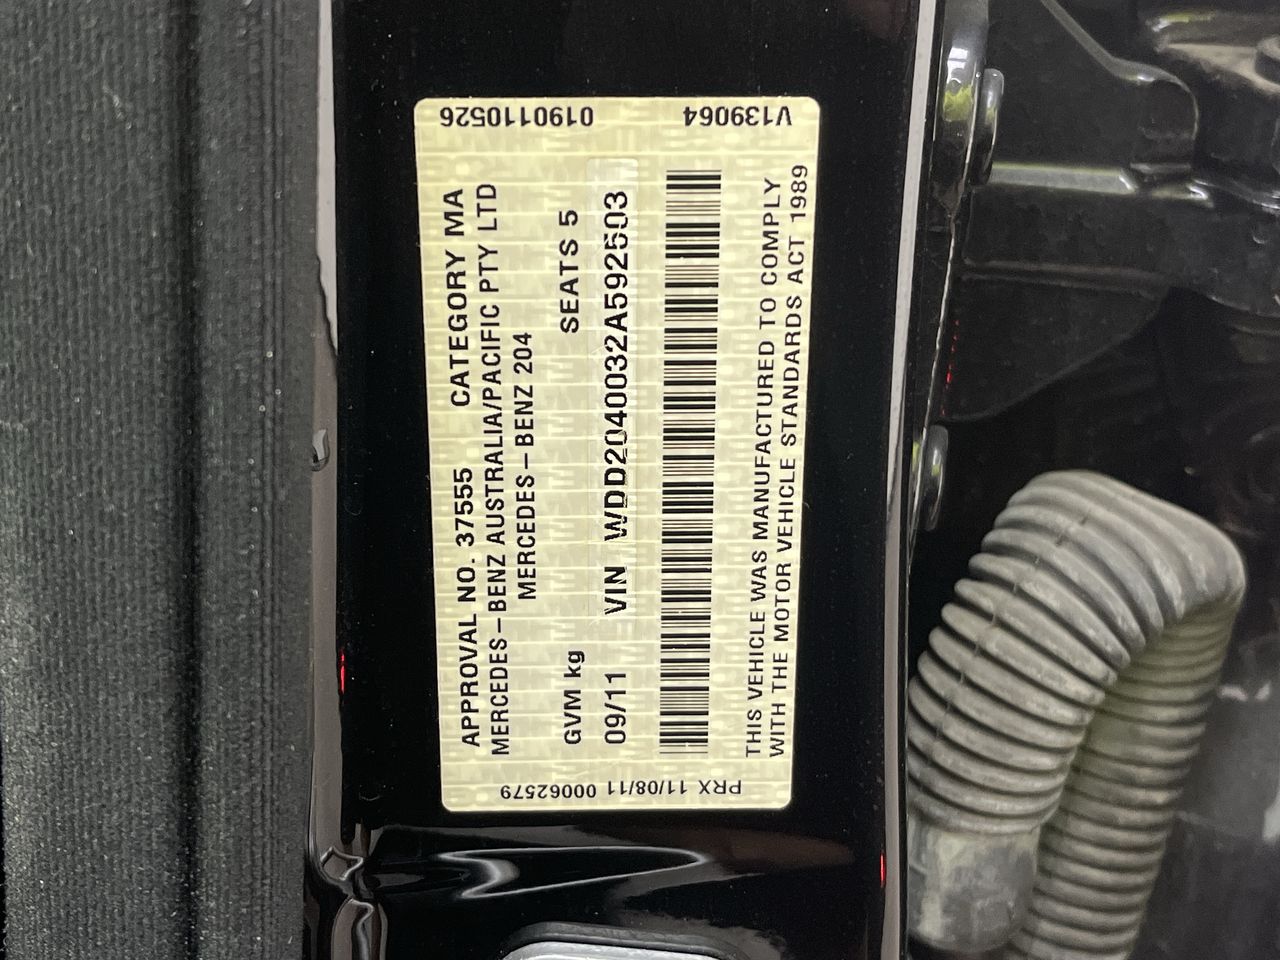 APPROVAL NO. 37555 CATEGORY MA
MERCEDES-BENZ AUSTRALIA/PACIFIC PTY LTD
MERCEDES-BENZ 204
GVM kg SEATS 5
09/11 VIN WDD2040032A592503
THIS VEHICLE WAS MANUFACTURED TO COMPLY
WITH THE MOTOR VEHICLE STANDARDS ACT 1989
0190110526 V139064
PRX 11/08/11 00062579